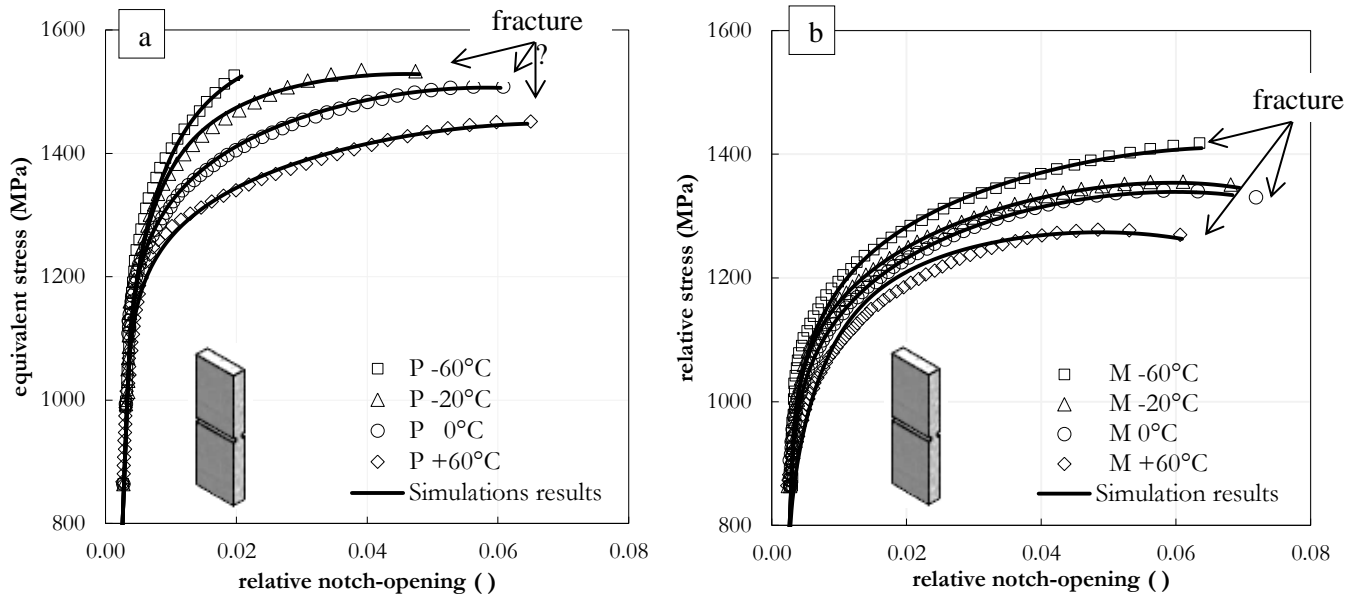 a
fracture
?
1600
1400
1200
1000
800
equivalent stress (MPa)
P -60°C
P -20°C
P 0°C
P +60°C
Simulations results
0.00 0.02 0.04 0.06 0.08
relative notch-opening ( )
b
fracture
1600
1400
1200
1000
800
relative stress (MPa)
M -60°C
M -20°C
M 0°C
M +60°C
Simulation results
0.00 0.02 0.04 0.06 0.08
relative notch-opening ( )